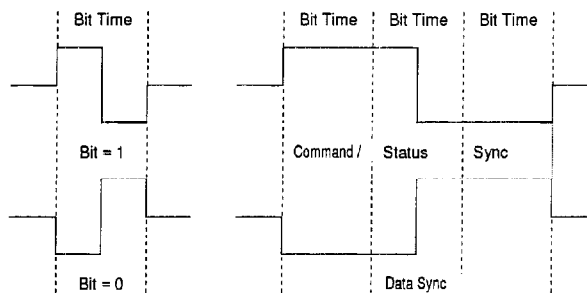 Bit Time Bit Time Bit Time Bit Time
Bit = 1 Command / Status Sync
Bit = 0 Data Sync